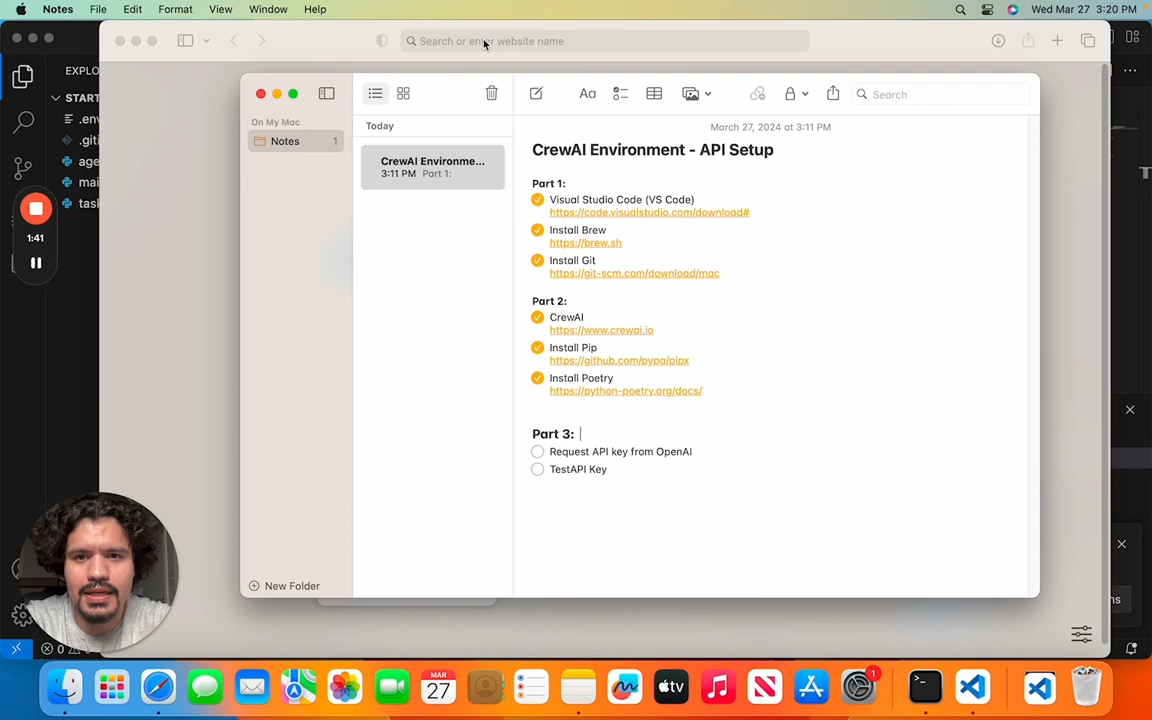 Notes File Edit Format View Window Help
Wed Mar 27 3:20 PM
Search or enter website name
EXPLO
START
.env
.giti
age
mai
task
1:41
On My Mac
Notes 1
New Folder
Today
CrewAI Environme...
3:11 PM Part 1:
Aa
Search
March 27, 2024 at 3:11 PM
CrewAI Environment - API Setup
Part 1:
Visual Studio Code (VS Code)
https://code.visualstudio.com/download#
Install Brew
https://brew.sh
Install Git
https://git-scm.com/download/mac
Part 2:
CrewAI
https://www.crewai.io
Install Pip
https://github.com/pypa/pipx
Install Poetry
https://python-poetry.org/docs/
Part 3:
Request API key from OpenAI
TestAPI Key
ns
0
MAR
27
tv
1